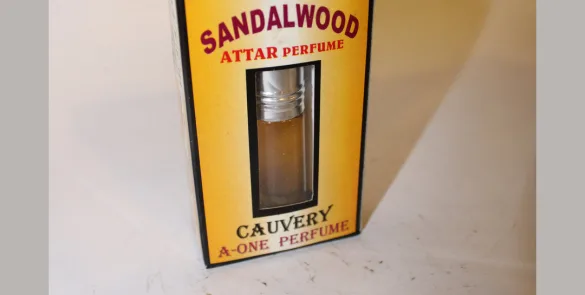 SANDALWOOD
ATTAR PERFUME
CAUVERY
A-ONE PERFUME